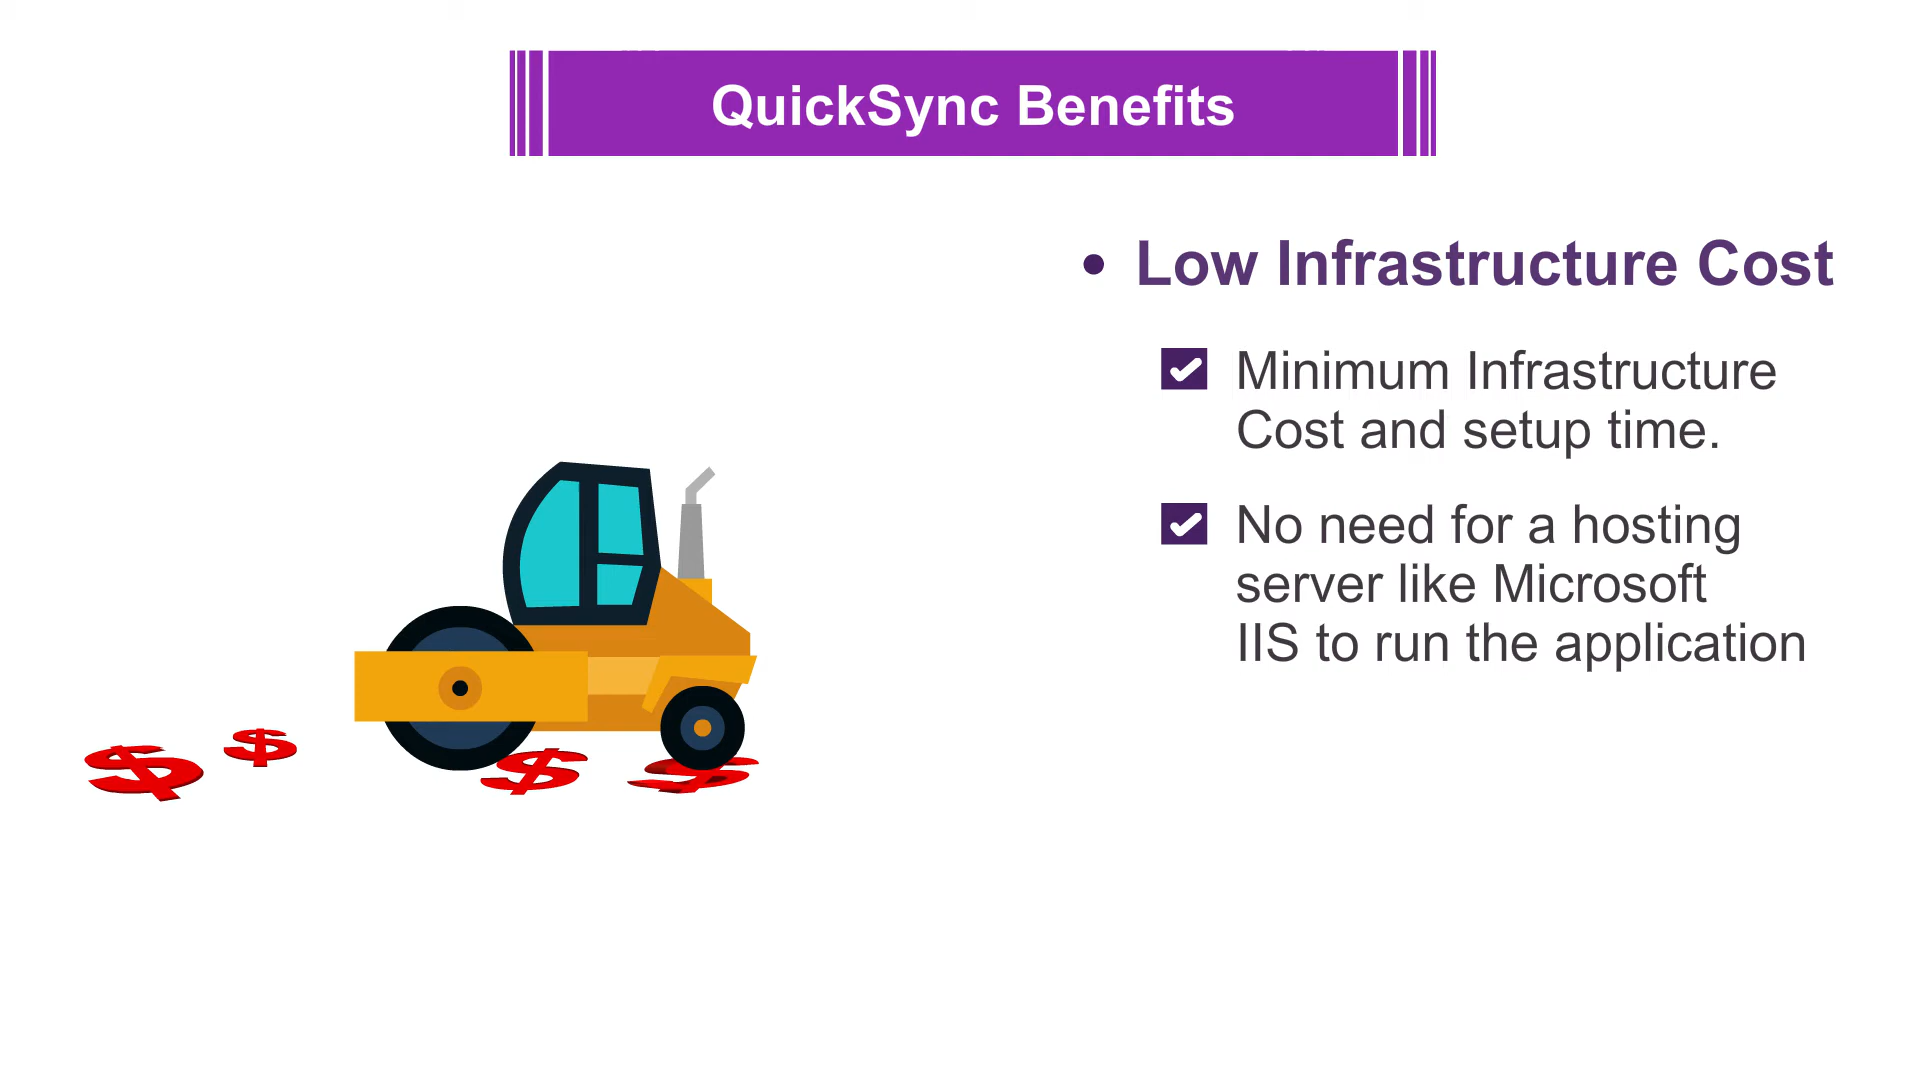 QuickSync Benefits
• Low Infrastructure Cost
Minimum Infrastructure
Cost and setup time.
No need for a hosting
server like Microsoft
IIS to run the application
$ $ $ $